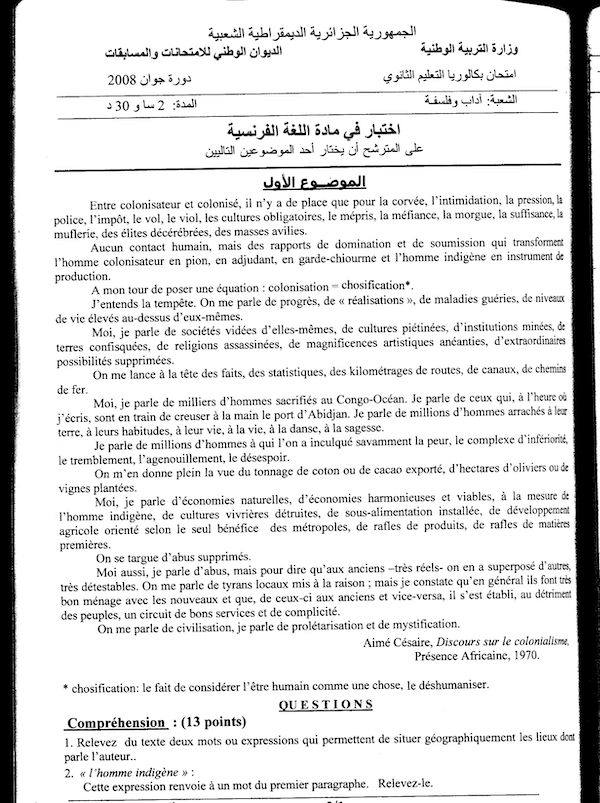 الجمهورية الجزائرية الديمقراطية الشعبية
وزارة التربية الوطنية الديوان الوطني للامتحانات والمسابقات
امتحان بكالوريا التعليم الثانوي دورة جوان 2008
الشعبة: آداب وفلسفة المدة: 2 سا و 30 د
اختبار في مادة اللغة الفرنسية
على المترشح أن يختار أحد الموضوعين التاليين
الموضوع الأول
Entre colonisateur et colonisé, il n'y a de place que pour la corvée, l'intimidation, la pression, la
police, l'impôt, le vol, le viol, les cultures obligatoires, le mépris, la méfiance, la morgue, la suffisance, la
muflerie, des élites décérébrées, des masses avilies.
Aucun contact humain, mais des rapports de domination et de soumission qui transforment
l'homme colonisateur en pion, en adjudant, en garde-chiourme et l'homme indigène en instrument de
production.
A mon tour de poser une équation : colonisation = chosification*.
J'entends la tempête. On me parle de progrès, de « réalisations », de maladies guéries, de niveaux
de vie élevés au-dessus d'eux-mêmes.
Moi, je parle de sociétés vidées d'elles-mêmes, de cultures piétinées, d'institutions minées, de
terres confisquées, de religions assassinées, de magnificences artistiques anéanties, d'extraordinaires
possibilités supprimées.
On me lance à la tête des faits, des statistiques, des kilométrages de routes, de canaux, de chemins
de fer.
Moi, je parle de milliers d'hommes sacrifiés au Congo-Océan. Je parle de ceux qui, à l'heure où
j'écris, sont en train de creuser à la main le port d'Abidjan. Je parle de millions d'hommes arrachés à leur
terre, à leurs habitudes, à leur vie, à la vie, à la danse, à la sagesse.
Je parle de millions d'hommes à qui l'on a inculqué savamment la peur, le complexe d'infériorité,
le tremblement, l'agenouillement, le désespoir.
On m'en donne plein la vue du tonnage de coton ou de cacao exporté, d'hectares d'oliviers ou de
vignes plantées.
Moi, je parle d'économies naturelles, d'économies harmonieuses et viables, à la mesure de
l'homme indigène, de cultures vivrières détruites, de sous-alimentation installée, de développement
agricole orienté selon le seul bénéfice des métropoles, de rafles de produits, de rafles de matières
premières.
On se targue d'abus supprimés.
Moi aussi, je parle d'abus, mais pour dire qu'aux anciens –très réels- on en a superposé d'autres,
très détestables. On me parle de tyrans locaux mis à la raison ; mais je constate qu'en général ils font très
bon ménage avec les nouveaux et que, de ceux-ci aux anciens et vice-versa, il s'est établi, au détriment
des peuples, un circuit de bons services et de complicité.
On me parle de civilisation, je parle de prolétarisation et de mystification.
Aimé Césaire, Discours sur le colonialisme,
Présence Africaine, 1970.
* chosification: le fait de considérer l'être humain comme une chose, le déshumaniser.
QUESTIONS
Compréhension : (13 points)
1. Relevez du texte deux mots ou expressions qui permettent de situer géographiquement les lieux dont
parle l'auteur..
2. « l'homme indigène » :
Cette expression renvoie à un mot du premier paragraphe. Relevez-le.